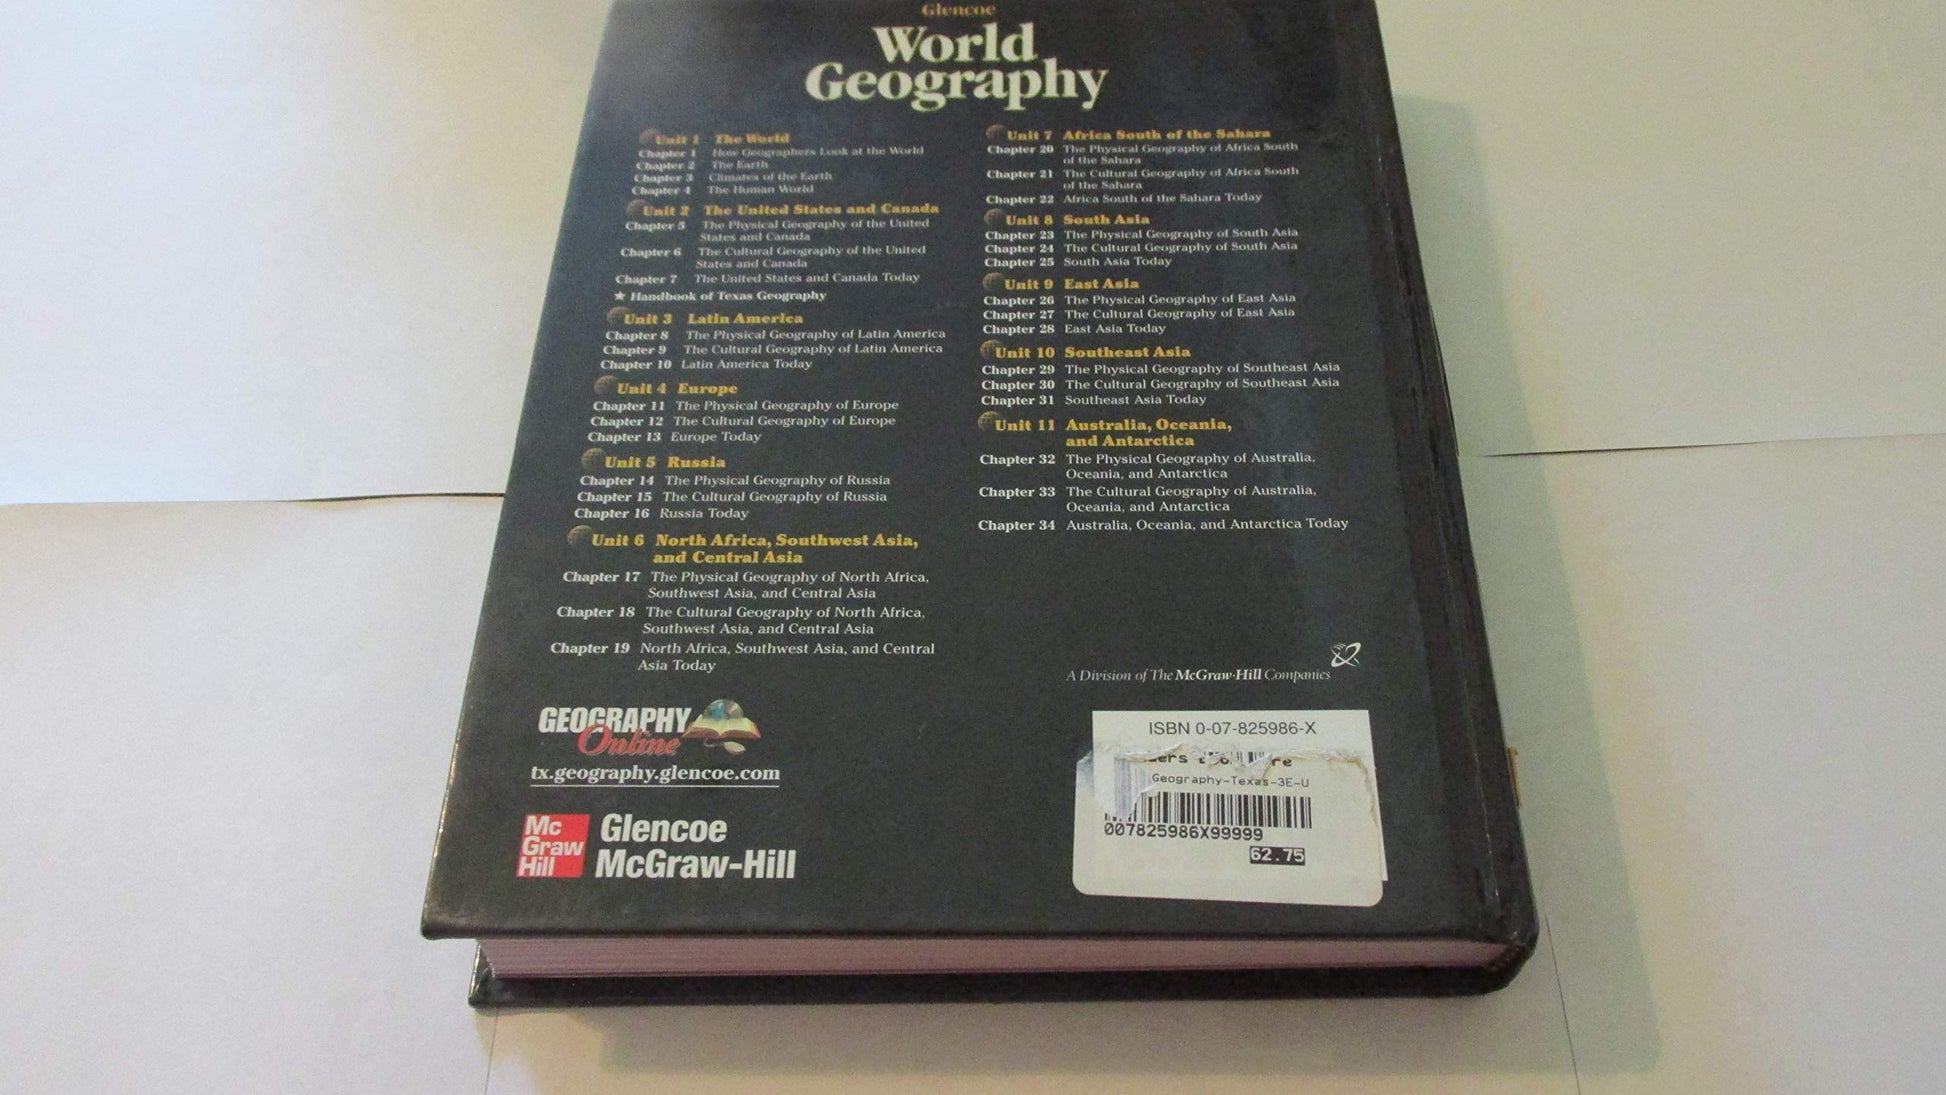 Glencoe
World
Geography
Unit 1 The World
Chapter 1 How Geographers Look at the World
Chapter 2 The Earth
Chapter 3 Climates of the Earth
Chapter 4 The Human World
Unit 2 The United States and Canada
Chapter 5 The Physical Geography of the United
States and Canada
Chapter 6 The Cultural Geography of the United
States and Canada
Chapter 7 The United States and Canada Today
★ Handbook of Texas Geography
Unit 3 Latin America
Chapter 8 The Physical Geography of Latin America
Chapter 9 The Cultural Geography of Latin America
Chapter 10 Latin America Today
Unit 4 Europe
Chapter 11 The Physical Geography of Europe
Chapter 12 The Cultural Geography of Europe
Chapter 13 Europe Today
Unit 5 Russia
Chapter 14 The Physical Geography of Russia
Chapter 15 The Cultural Geography of Russia
Chapter 16 Russia Today
Unit 6 North Africa, Southwest Asia,
and Central Asia
Chapter 17 The Physical Geography of North Africa,
Southwest Asia, and Central Asia
Chapter 18 The Cultural Geography of North Africa,
Southwest Asia, and Central Asia
Chapter 19 North Africa, Southwest Asia, and Central
Asia Today
Unit 7 Africa South of the Sahara
Chapter 20 The Physical Geography of Africa South
of the Sahara
Chapter 21 The Cultural Geography of Africa South
of the Sahara
Chapter 22 Africa South of the Sahara Today
Unit 8 South Asia
Chapter 23 The Physical Geography of South Asia
Chapter 24 The Cultural Geography of South Asia
Chapter 25 South Asia Today
Unit 9 East Asia
Chapter 26 The Physical Geography of East Asia
Chapter 27 The Cultural Geography of East Asia
Chapter 28 East Asia Today
Unit 10 Southeast Asia
Chapter 29 The Physical Geography of Southeast Asia
Chapter 30 The Cultural Geography of Southeast Asia
Chapter 31 Southeast Asia Today
Unit 11 Australia, Oceania,
and Antarctica
Chapter 32 The Physical Geography of Australia,
Oceania, and Antarctica
Chapter 33 The Cultural Geography of Australia,
Oceania, and Antarctica
Chapter 34 Australia, Oceania, and Antarctica Today
A Division of The McGraw·Hill Companies
GEOGRAPHY
Online
tx.geography.glencoe.com
Mc
Graw
Hill
Glencoe
McGraw-Hill
ISBN 0-07-825986-X
Geography-Texas-3E-U
007825986X99999
62.75